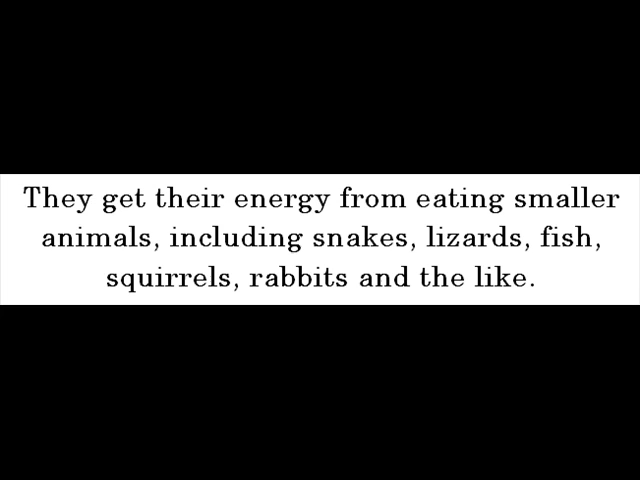 They get their energy from eating smaller
animals, including snakes, lizards, fish,
squirrels, rabbits and the like.